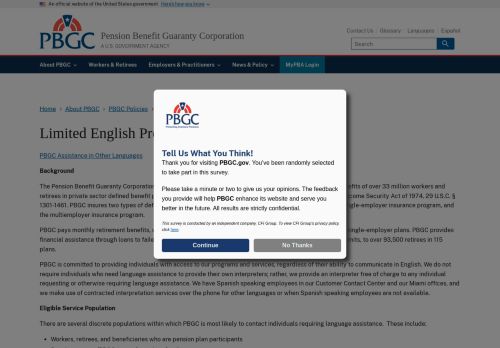 An official website of the United States government Here's how you know
PBGC
Pension Benefit Guaranty Corporation
A U.S. GOVERNMENT AGENCY
Contact Us Glossary Languages Español
Search
About PBGC Workers & Retirees Employers & Practitioners News & Policy MyPBA Login
Home > About PBGC > PBGC Policies >
Limited English Pro
PBGC Assistance in Other Languages
Background
The Pension Benefit Guaranty Corporation
efits of over 33 million workers and
retirees in private sector defined benefit p
come Security Act of 1974, 29 U.S.C. §
1301-1461. PBGC insures two types of def
ngle-employer insurance program, and
the multiemployer insurance program.
PBGC pays monthly retirement benefits, u
ngle-employer plans. PBGC provides
financial assistance through loans to faile
its, to over 93,500 retirees in 115
plans.
PBGC is committed to providing individuals with access to our programs and services, regardless of their ability to communicate in English. We do not
require individuals who need language assistance to provide their own interpreters; rather, we provide an interpreter free of charge to any individual
requesting or otherwise requiring language assistance. We have Spanish speaking employees in our Customer Contact Center and our Miami offices, and
we make use of contracted interpretation services over the phone for other languages or when Spanish speaking employees are not available.
Eligible Service Population
There are several discrete populations within which PBGC is most likely to contact individuals requiring language assistance. These include:
Workers, retirees, and beneficiaries who are pension plan participants
PBGC
Protecting America's Pensions
Tell Us What You Think!
Thank you for visiting PBGC.gov. You've been randomly selected
to take part in this survey.
Please take a minute or two to give us your opinions. The feedback
you provide will help PBGC enhance its website and serve you
better in the future. All results are strictly confidential.
This survey is conducted by an independent company, CFI Group. To view CFI Group's privacy policy,
click here.
Continue No Thanks